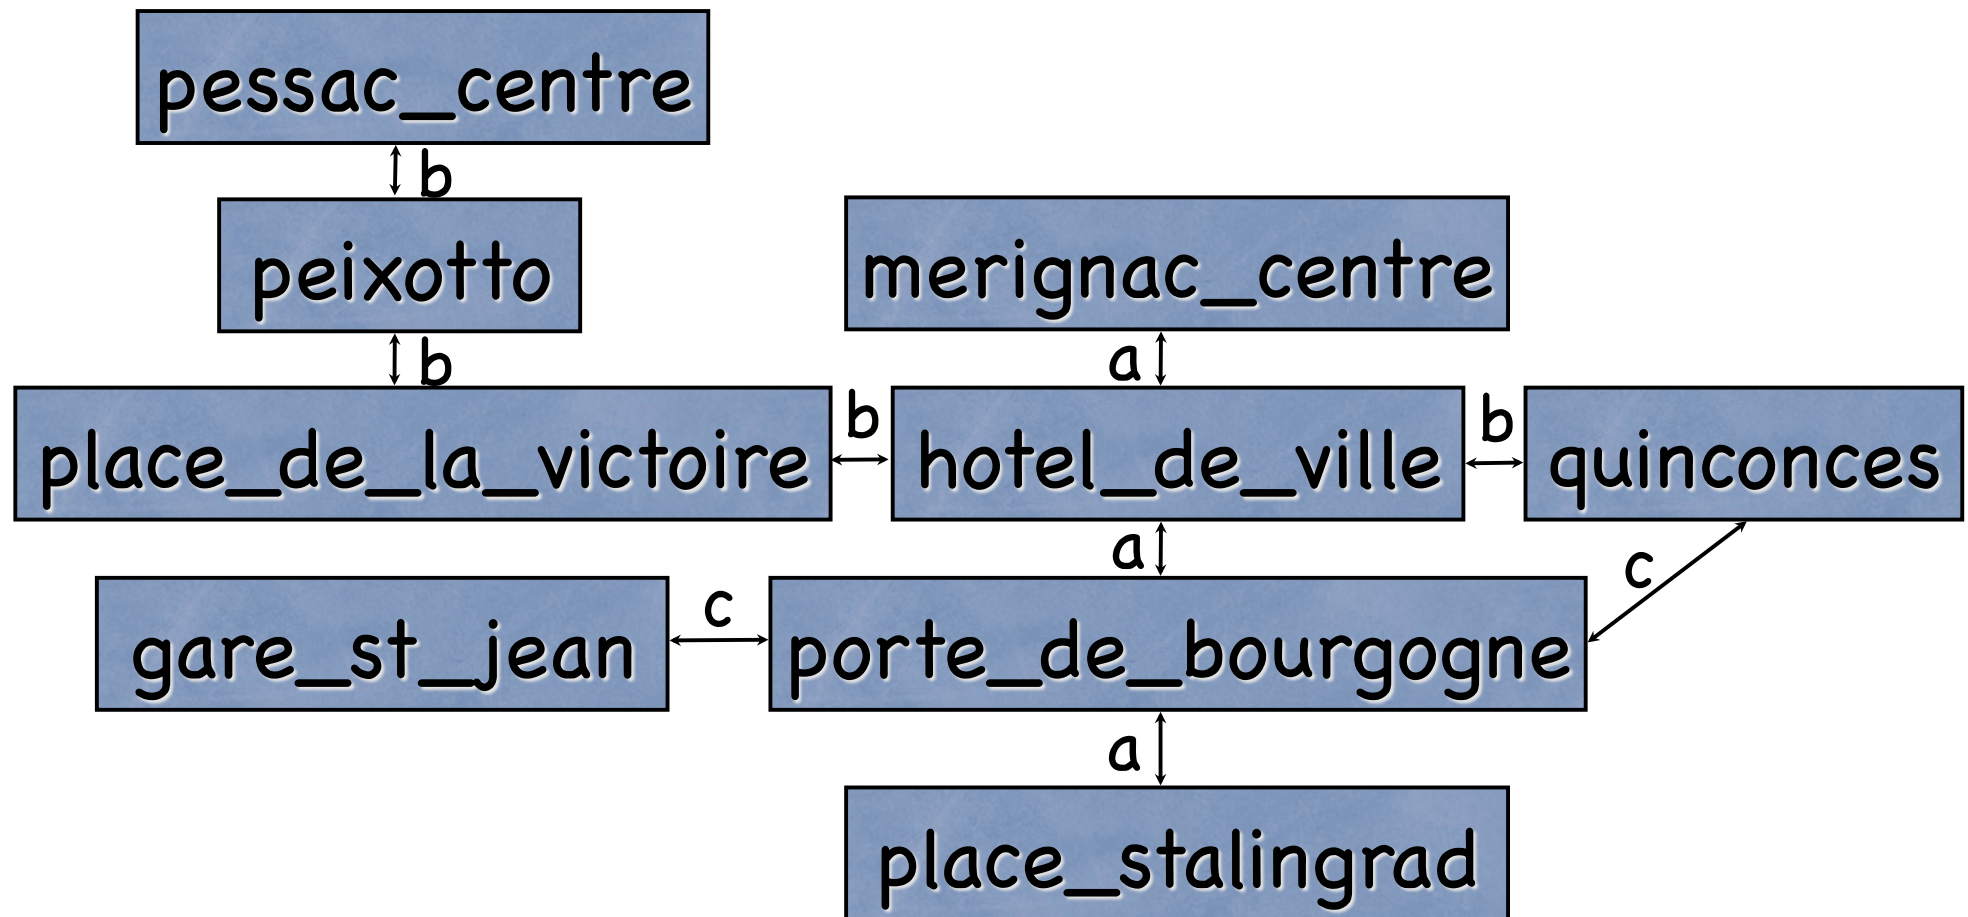 pessac_centre
b
peixotto
merignac_centre
b
a
place_de_la_victoire
b
hotel_de_ville
b
quinconces
a
c
gare_st_jean
c
porte_de_bourgogne
a
place_stalingrad